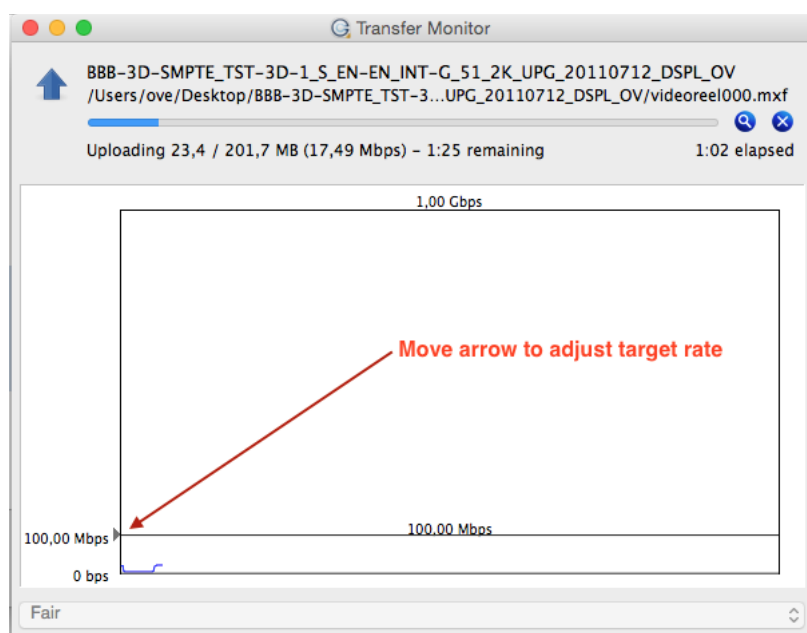 Transfer Monitor
BBB-3D-SMPTE_TST-3D-1_S_EN-EN_INT-G_51_2K_UPG_20110712_DSPL_OV
/Users/ove/Desktop/BBB-3D-SMPTE_TST-3...UPG_20110712_DSPL_OV/videoreel000.mxf
Uploading 23,4 / 201,7 MB (17,49 Mbps) – 1:25 remaining 1:02 elapsed
1,00 Gbps
Move arrow to adjust target rate
100,00 Mbps 100,00 Mbps
0 bps
Fair